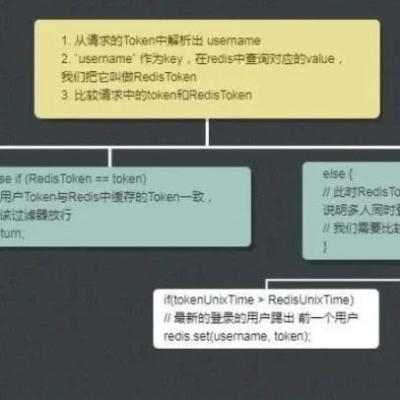 1. 从请求的Token中解析出 username
2. `username` 作为key，在redis中查询对应的value，
我们把它叫做RedisToken
3. 比较请求中的token和RedisToken
se if (RedisToken == token)
用户Token与Redis中缓存的Token一致，
该过滤器放行
turn;
else {
// 此时RedisTo
说明多人同时登
// 我们需要比较
}
if(tokenUnixTime > RedisUnixTime)
// 最新的登录的用户踢出 前一个用户
redis.set(username, token);